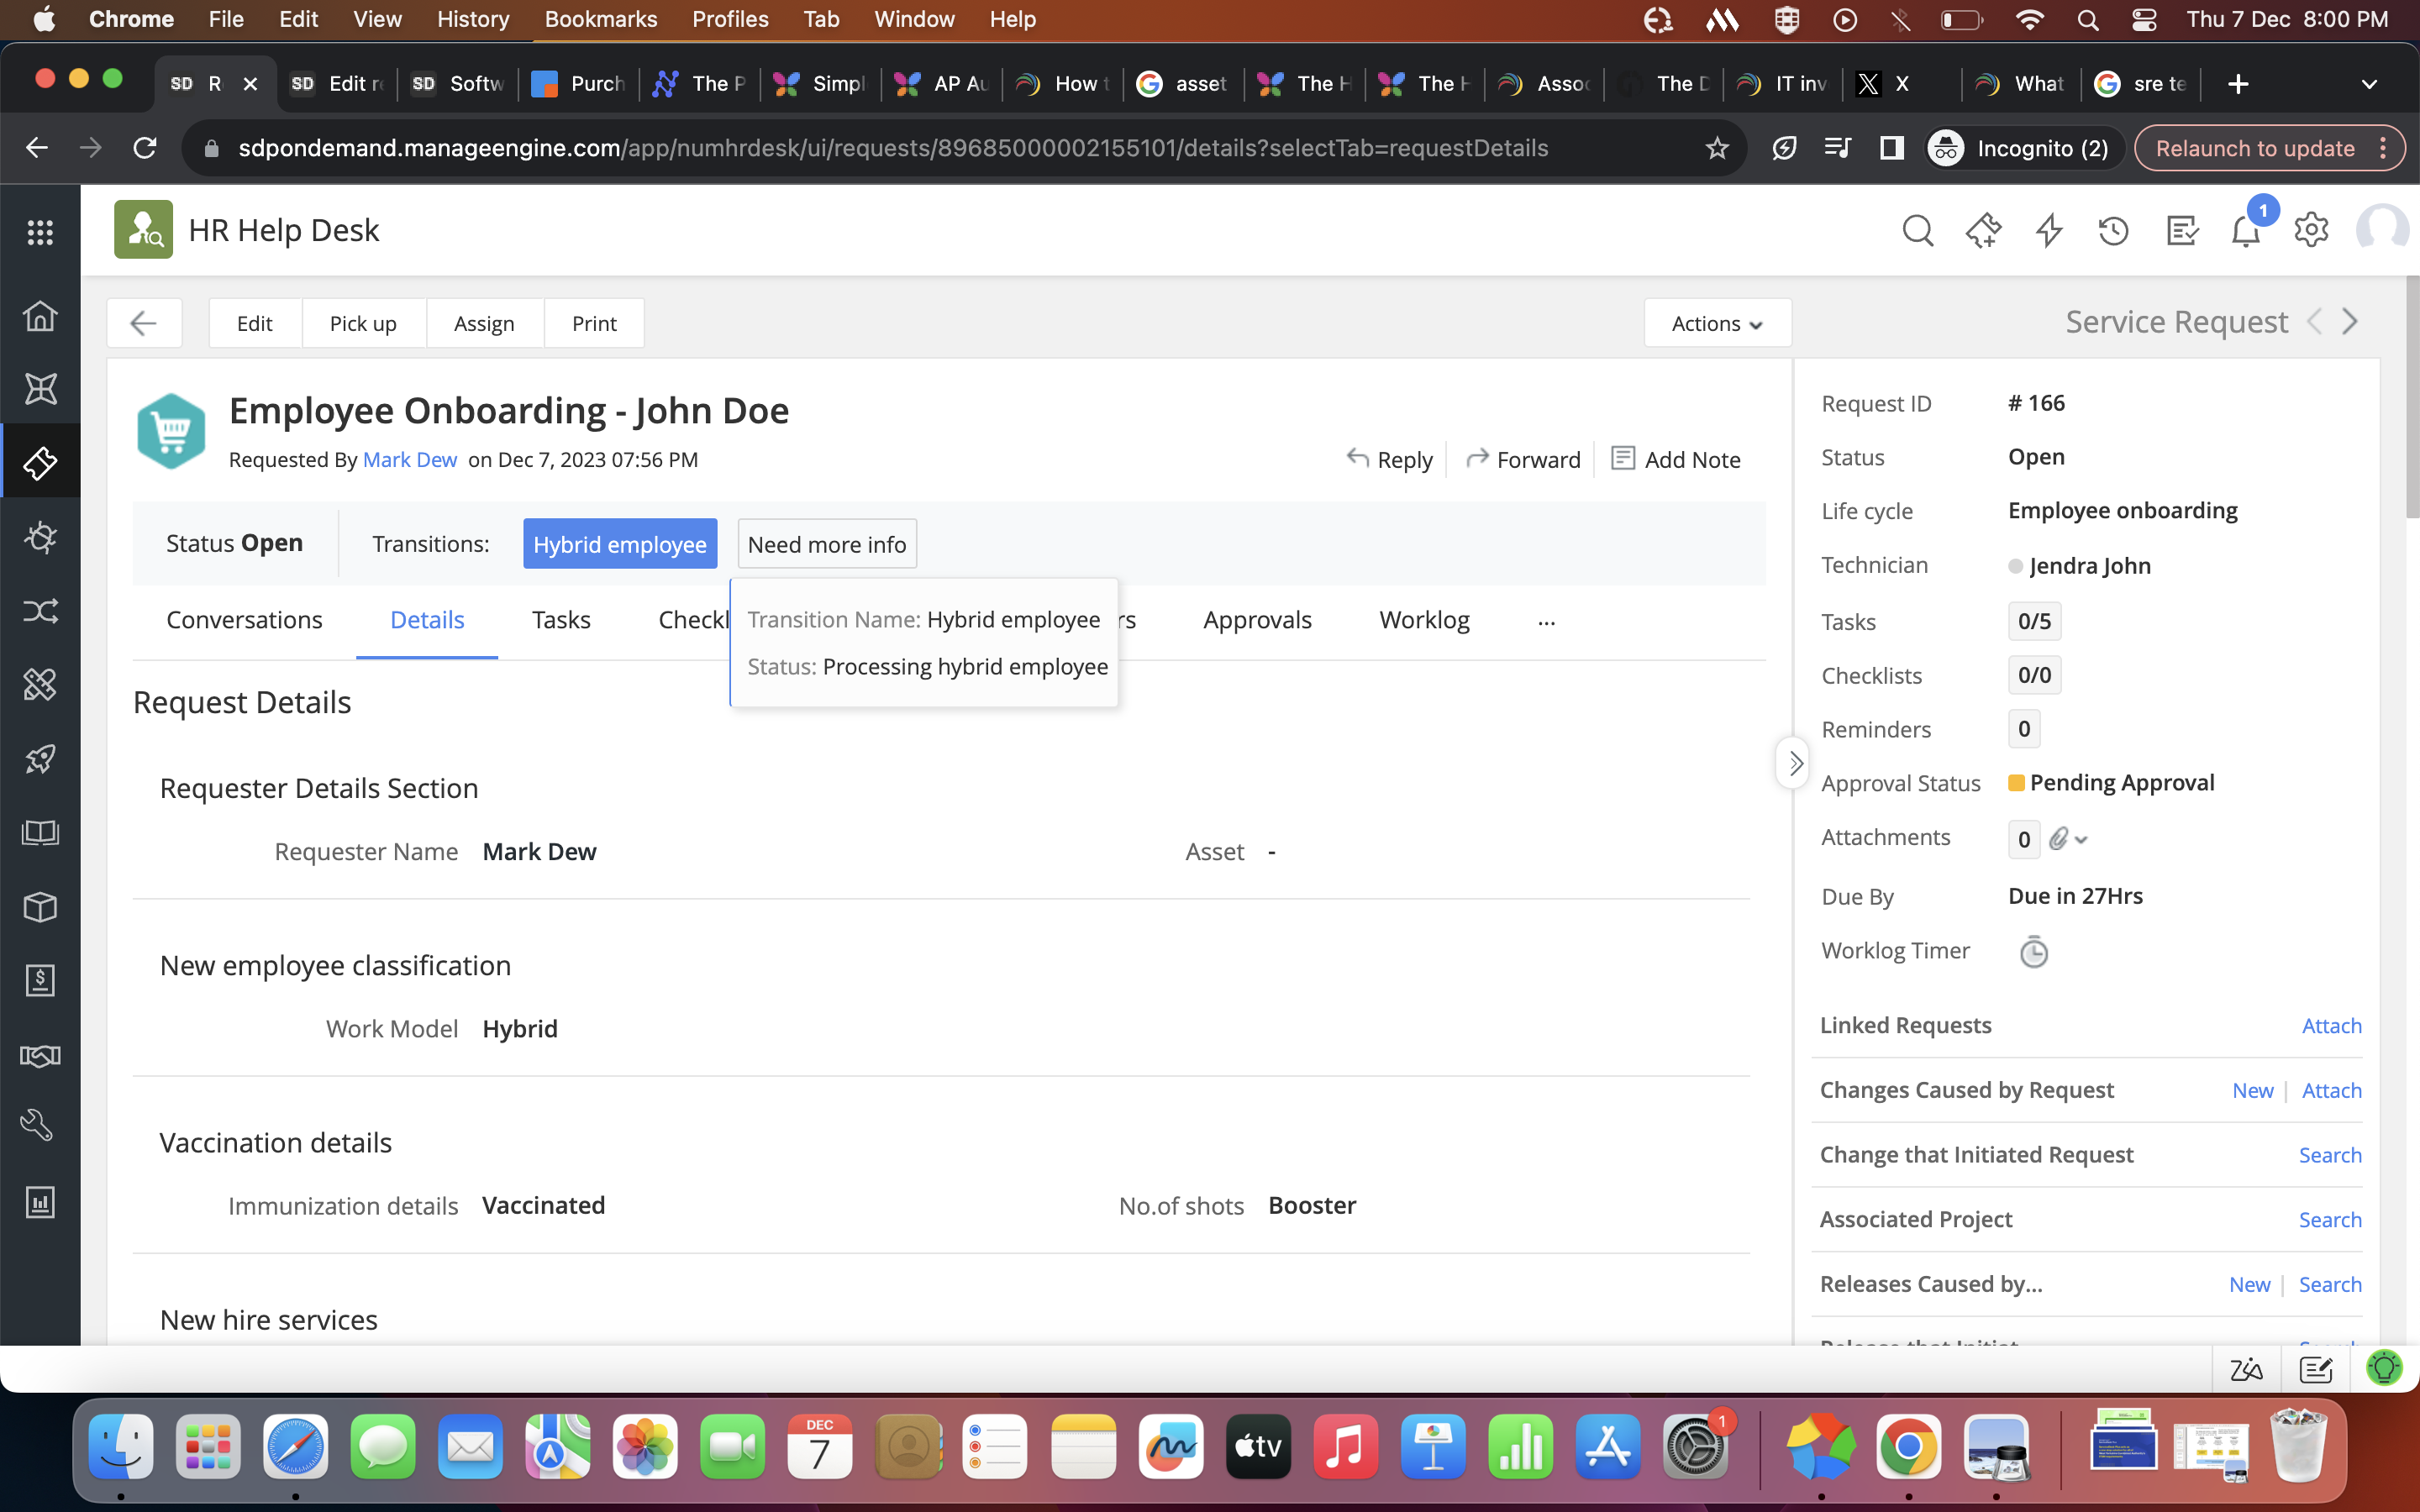 Chrome File Edit View History Bookmarks Profiles Tab Window Help Thu 7 Dec 8:00 PM
SD R SD Edit re SD Softw Purch The P Simpl AP Au How t asset The H The H Assoc The D IT inv X What sre te
sdpondemand.manageengine.com/app/numhrdesk/ui/requests/89685000002155101/details?selectTab=requestDetails Incognito (2) Relaunch to update
HR Help Desk 1
Edit Pick up Assign Print Actions Service Request
Employee Onboarding - John Doe
Requested By Mark Dew on Dec 7, 2023 07:56 PM Reply Forward Add Note
Status Open Transitions: Hybrid employee Need more info
Conversations Details Tasks Checkl rs Approvals Worklog ...
Transition Name: Hybrid employee
Status: Processing hybrid employee
Request Details
Requester Details Section
Requester Name Mark Dew Asset -
New employee classification
Work Model Hybrid
Vaccination details
Immunization details Vaccinated No.of shots Booster
New hire services
Request ID # 166
Status Open
Life cycle Employee onboarding
Technician Jendra John
Tasks 0/5
Checklists 0/0
Reminders 0
Approval Status Pending Approval
Attachments 0
Due By Due in 27Hrs
Worklog Timer
Linked Requests Attach
Changes Caused by Request New | Attach
Change that Initiated Request Search
Associated Project Search
Releases Caused by... New | Search
Zia
DEC
7
tv
1